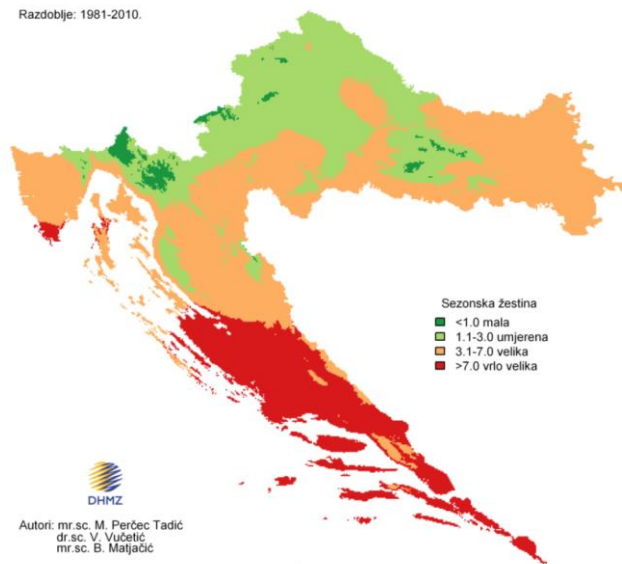 Razdoblje: 1981-2010.
Sezonska žestina
<1.0 mala
1.1-3.0 umjerena
3.1-7.0 velika
>7.0 vrlo velika
DHMZ
Autori: mr.sc. M. Perčec Tadić
dr.sc. V. Vučetić
mr.sc. B. Matjačić